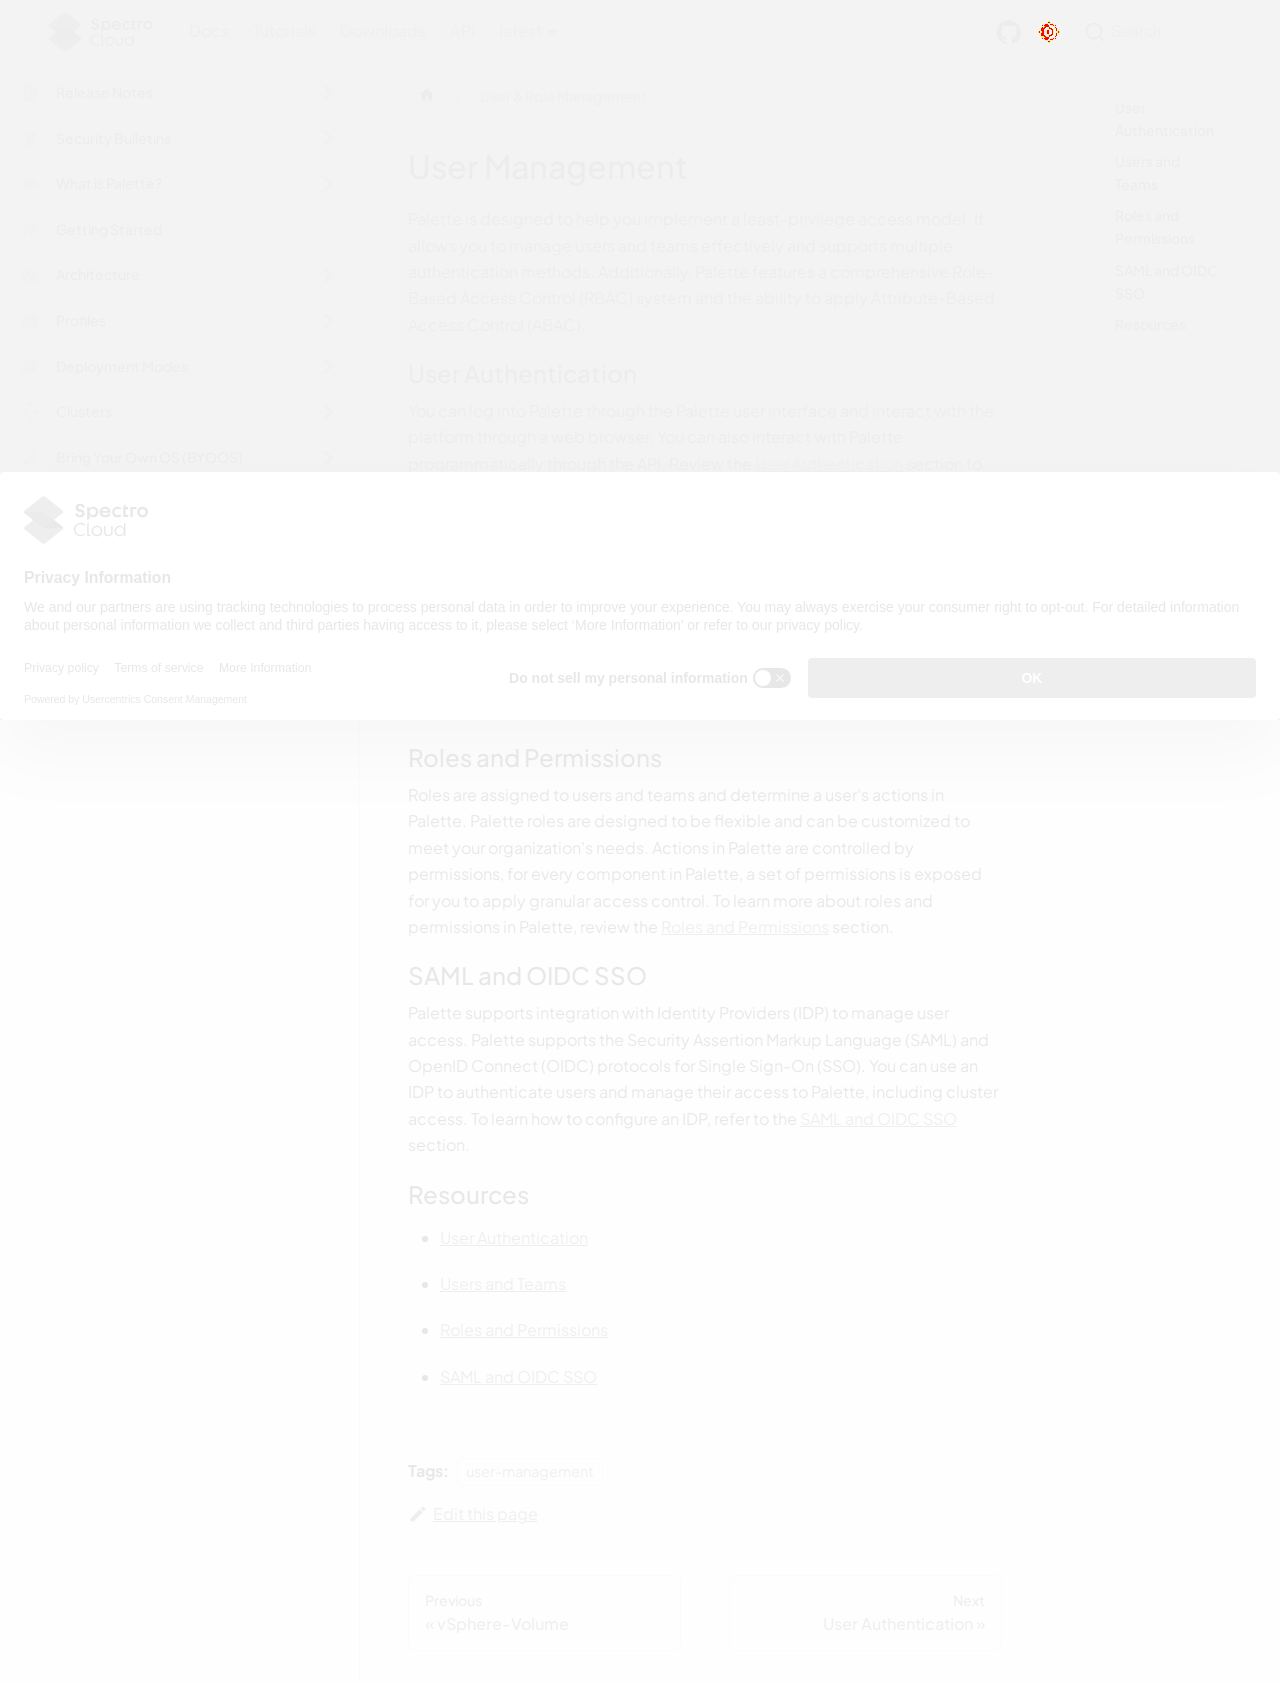 Spectro
Cloud
Docs Tutorials Downloads API latest
Search
Release Notes
Security Bulletins
What is Palette?
Getting Started
Architecture
Profiles
Deployment Modes
Clusters
Bring Your Own OS (BYOOS)
User & Role Management
User Management
Palette is designed to help you implement a least-privilege access model. It
allows you to manage users and teams effectively and supports multiple
authentication methods. Additionally, Palette features a comprehensive Role-
Based Access Control (RBAC) system and the ability to apply Attribute-Based
Access Control (ABAC).
User Authentication
You can log into Palette through the Palette user interface and interact with the
platform through a web browser. You can also interact with Palette
programmatically through the API. Review the User Authentication section to
User
Authentication
Users and
Teams
Roles and
Permissions
SAML and OIDC
SSO
Resources
Spectro
Cloud
Privacy Information
We and our partners are using tracking technologies to process personal data in order to improve your experience. You may always exercise your consumer right to opt-out. For detailed information
about personal information we collect and third parties having access to it, please select ‘More Information’ or refer to our privacy policy.
Privacy policy Terms of service More Information
Powered by Usercentrics Consent Management
Do not sell my personal information
OK
Roles and Permissions
Roles are assigned to users and teams and determine a user's actions in
Palette. Palette roles are designed to be flexible and can be customized to
meet your organization's needs. Actions in Palette are controlled by
permissions, for every component in Palette, a set of permissions is exposed
for you to apply granular access control. To learn more about roles and
permissions in Palette, review the Roles and Permissions section.
SAML and OIDC SSO
Palette supports integration with Identity Providers (IDP) to manage user
access. Palette supports the Security Assertion Markup Language (SAML) and
OpenID Connect (OIDC) protocols for Single Sign-On (SSO). You can use an
IDP to authenticate users and manage their access to Palette, including cluster
access. To learn how to configure an IDP, refer to the SAML and OIDC SSO
section.
Resources
User Authentication
Users and Teams
Roles and Permissions
SAML and OIDC SSO
Tags: user-management
Edit this page
Previous
« vSphere-Volume
Next
User Authentication »